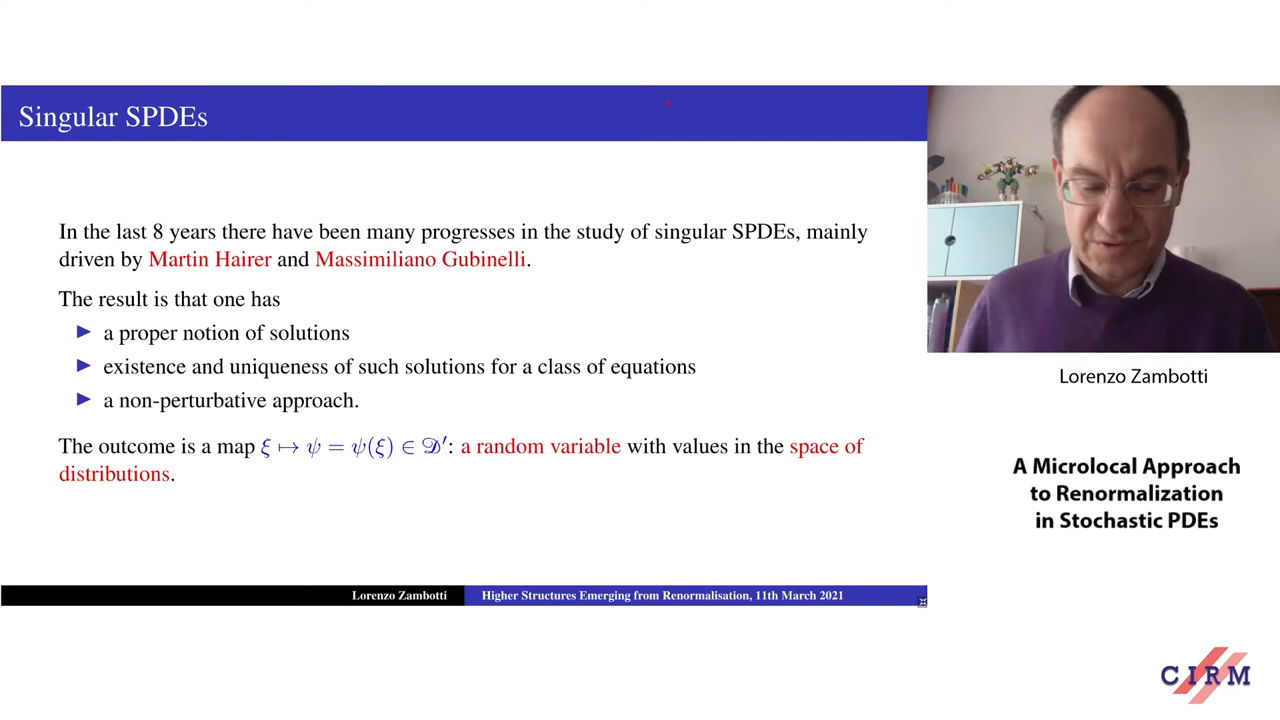 Singular SPDEs
In the last 8 years there have been many progresses in the study of singular SPDEs, mainly
driven by Martin Hairer and Massimiliano Gubinelli.
The result is that one has
▶ a proper notion of solutions
▶ existence and uniqueness of such solutions for a class of equations
▶ a non-perturbative approach.
The outcome is a map ξ ↦ ψ = ψ(ξ) ∈ 𝒟′: a random variable with values in the space of
distributions.
Lorenzo Zambotti
Higher Structures Emerging from Renormalisation, 11th March 2021
Lorenzo Zambotti
A Microlocal Approach
to Renormalization
in Stochastic PDEs
CIRM